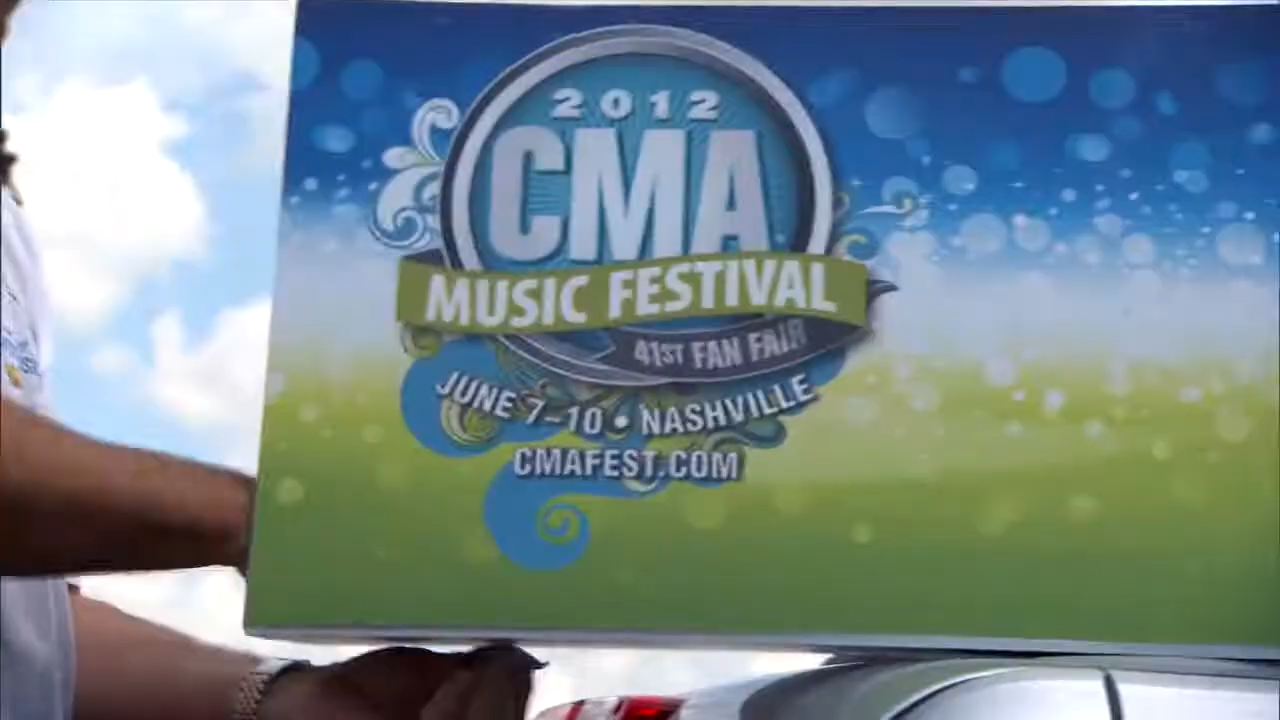 2012
CMA
MUSIC FESTIVAL
41ST FAN FAIR
JUNE 7-10 • NASHVILLE
CMAFEST.COM